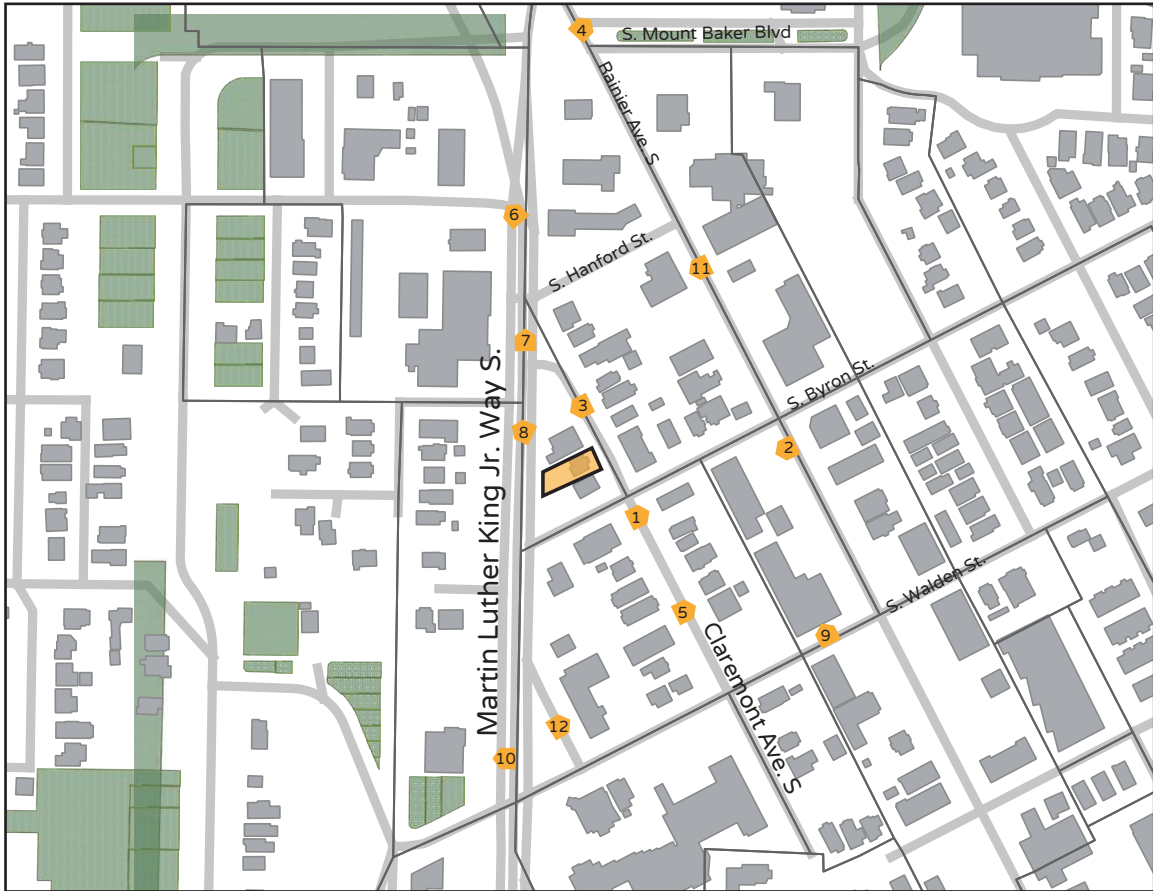 4
S. Mount Baker Blvd
Rainier Ave. S
6
S. Hanford St.
11
7
Martin Luther King Jr. Way S.
S. Byron St.
3
8
2
1
S. Walden St.
5
Claremont Ave. S
9
12
10